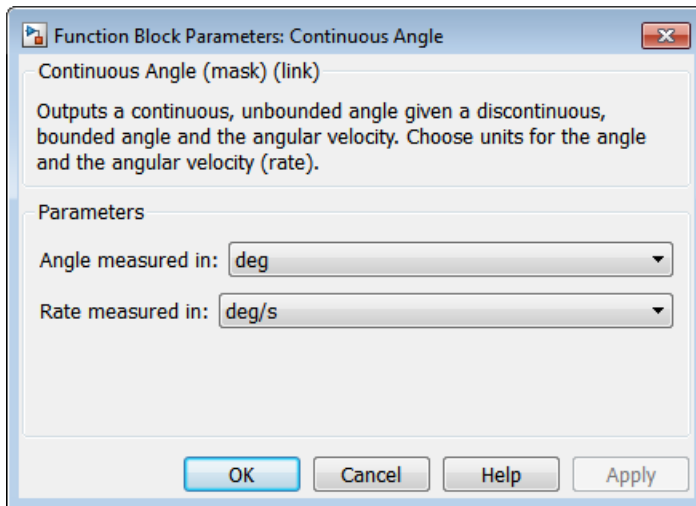 Function Block Parameters: Continuous Angle
Continuous Angle (mask) (link)
Outputs a continuous, unbounded angle given a discontinuous,
bounded angle and the angular velocity. Choose units for the angle
and the angular velocity (rate).
Parameters
Angle measured in: deg
Rate measured in: deg/s
OK Cancel Help Apply